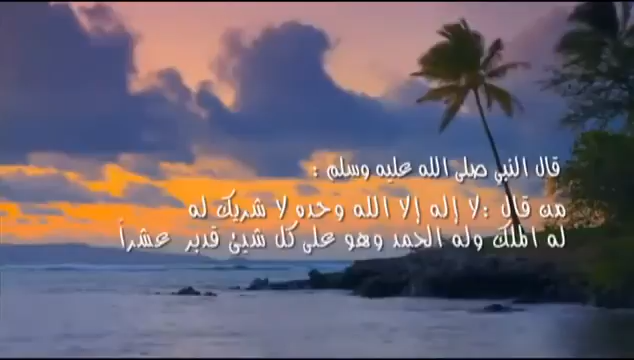 قال النبي صلى الله عليه وسلم :
من قال :لا إله إلا الله وحده لا شريك له
له الملك وله الحمد وهو على كل شيئ قدير عشراً